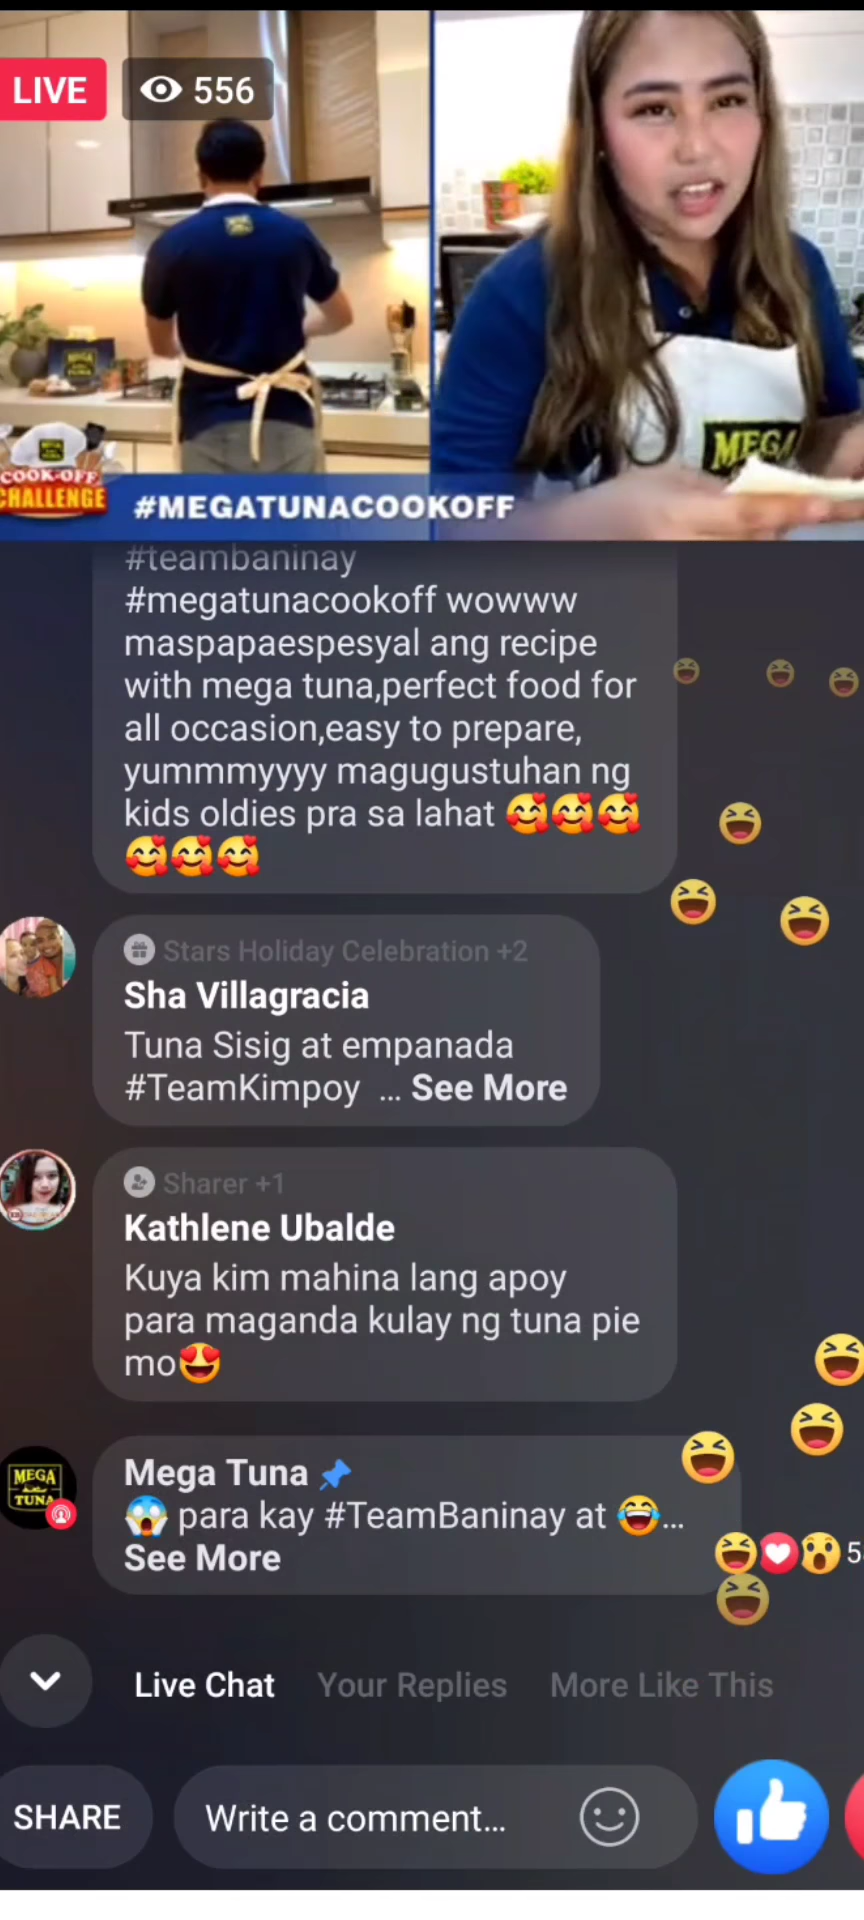 LIVE 556
MEGA
COOK-OFF
CHALLENGE
#MEGATUNACOOKOFF
#teambaninay
#megatunacookoff wowww
maspapaespesyal ang recipe
with mega tuna,perfect food for
all occasion,easy to prepare,
yummmyyyy magugustuhan ng
kids oldies pra sa lahat 🥰🥰🥰
🥰🥰🥰
Stars Holiday Celebration +2
Sha Villagracia
Tuna Sisig at empanada
#TeamKimpoy ... See More
Sharer +1
Kathlene Ubalde
Kuya kim mahina lang apoy
para maganda kulay ng tuna pie
mo😍
MEGA
TUNA
Mega Tuna 📌
😱 para kay #TeamBaninay at 😂...
See More
5
Live Chat Your Replies More Like This
SHARE Write a comment...